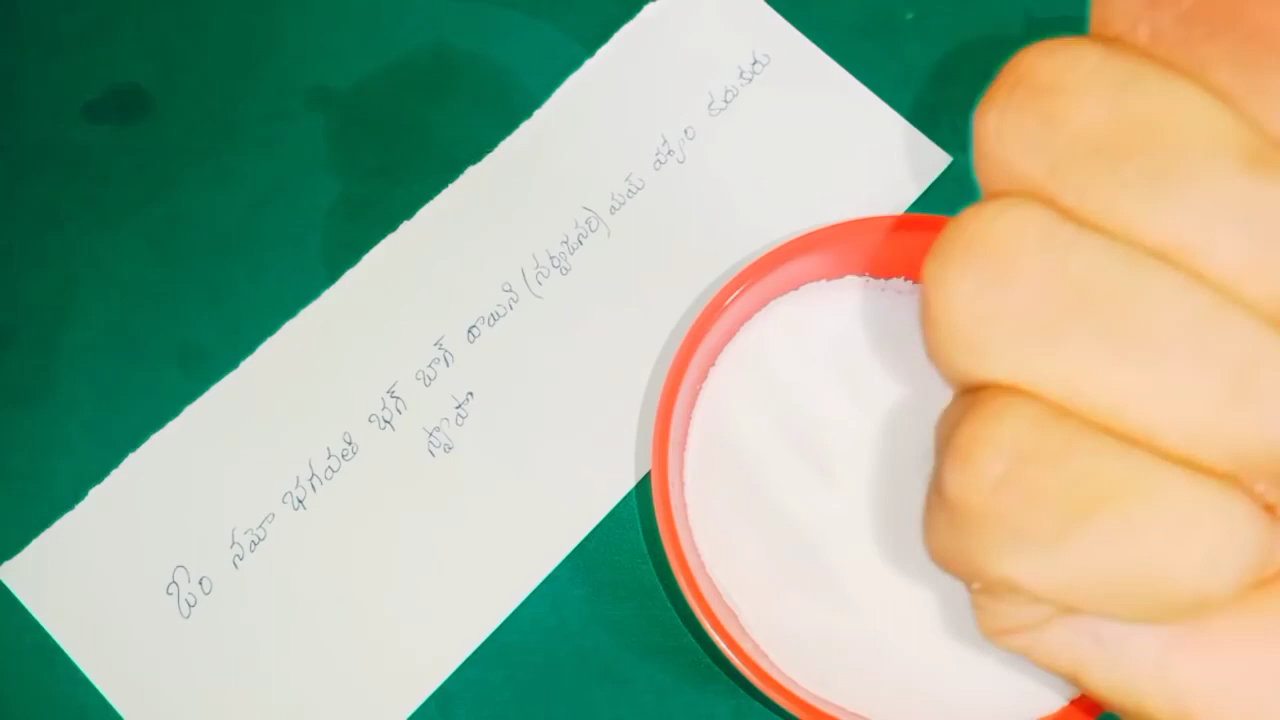 ఓం నమో భగవతి భగ్ బాగ్ దాయిని (సర్వజనని) మమ వశ్యం కురుకురు
స్వాహా